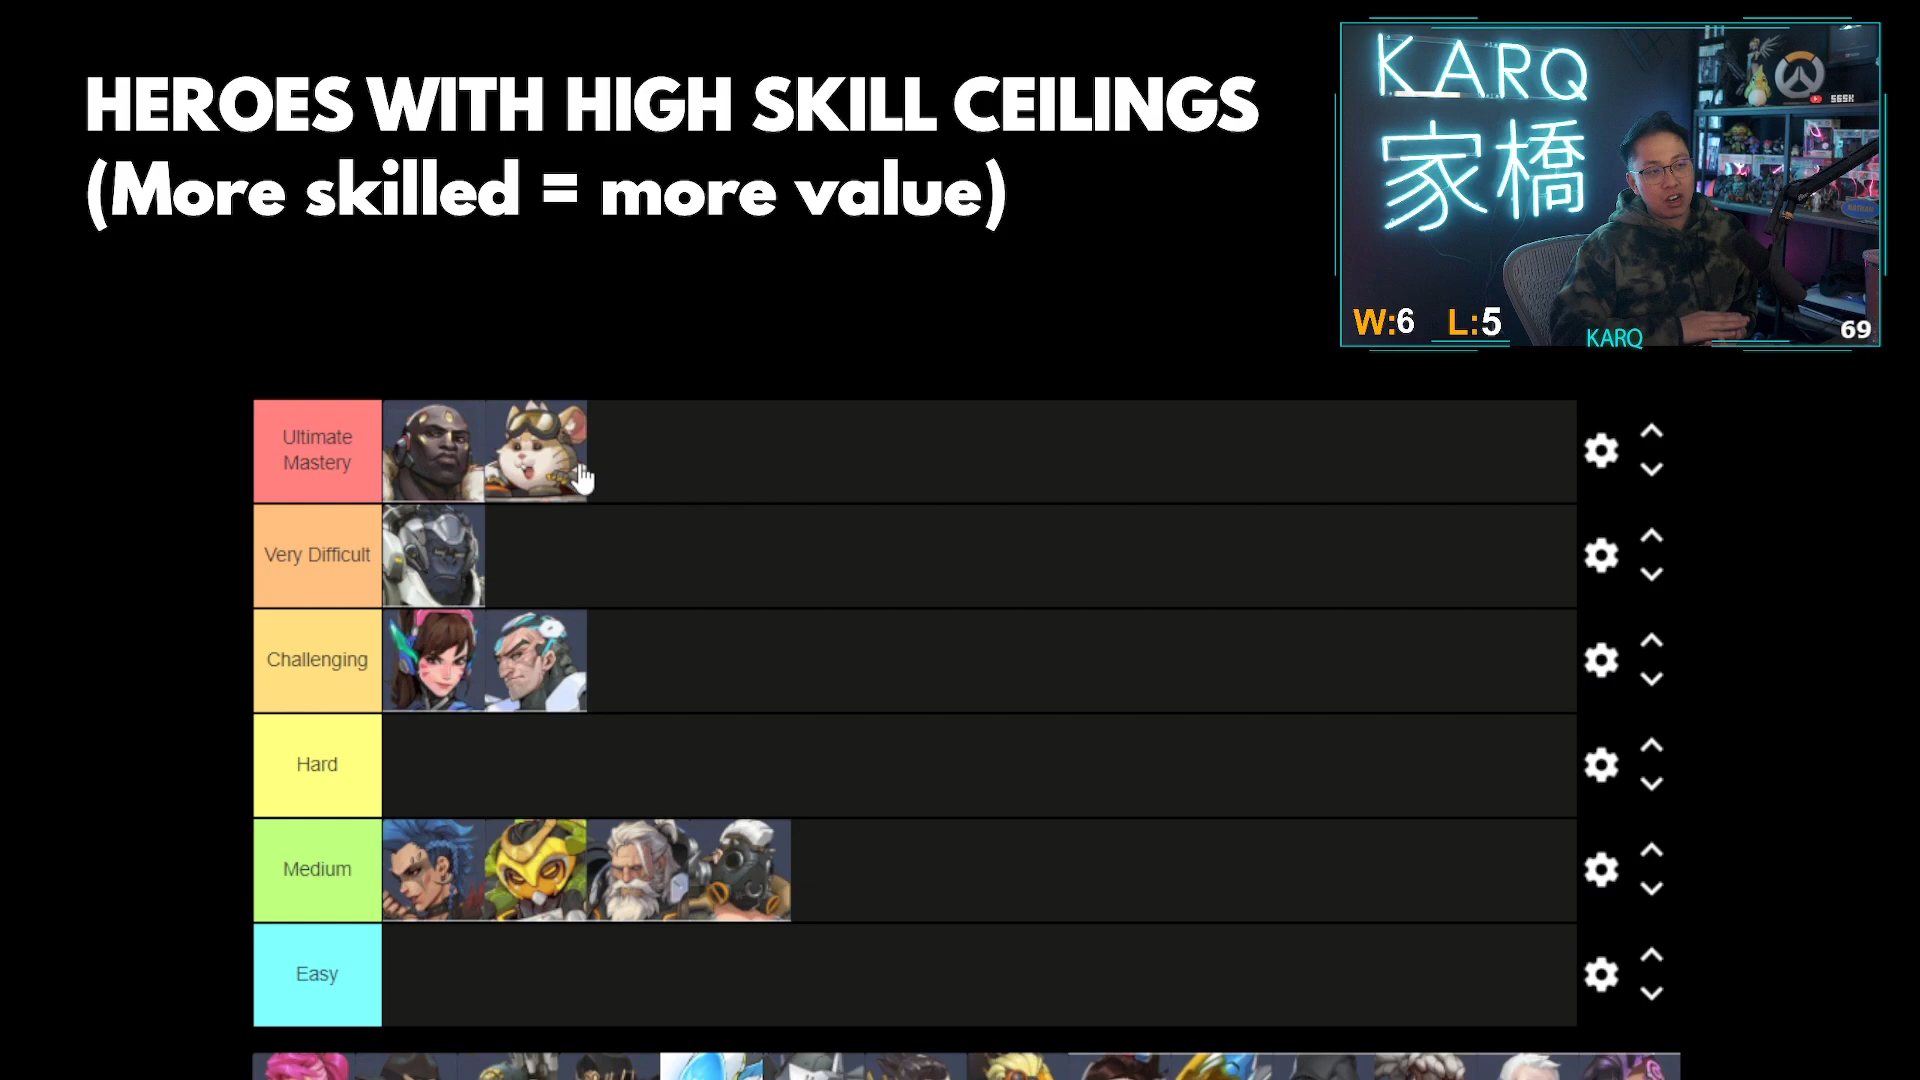 HEROES WITH HIGH SKILL CEILINGS
(More skilled = more value)
KARQ
家橋
565K
W:6 L:5
KARQ
69
Ultimate
Mastery
Very Difficult
Challenging
Hard
Medium
Easy